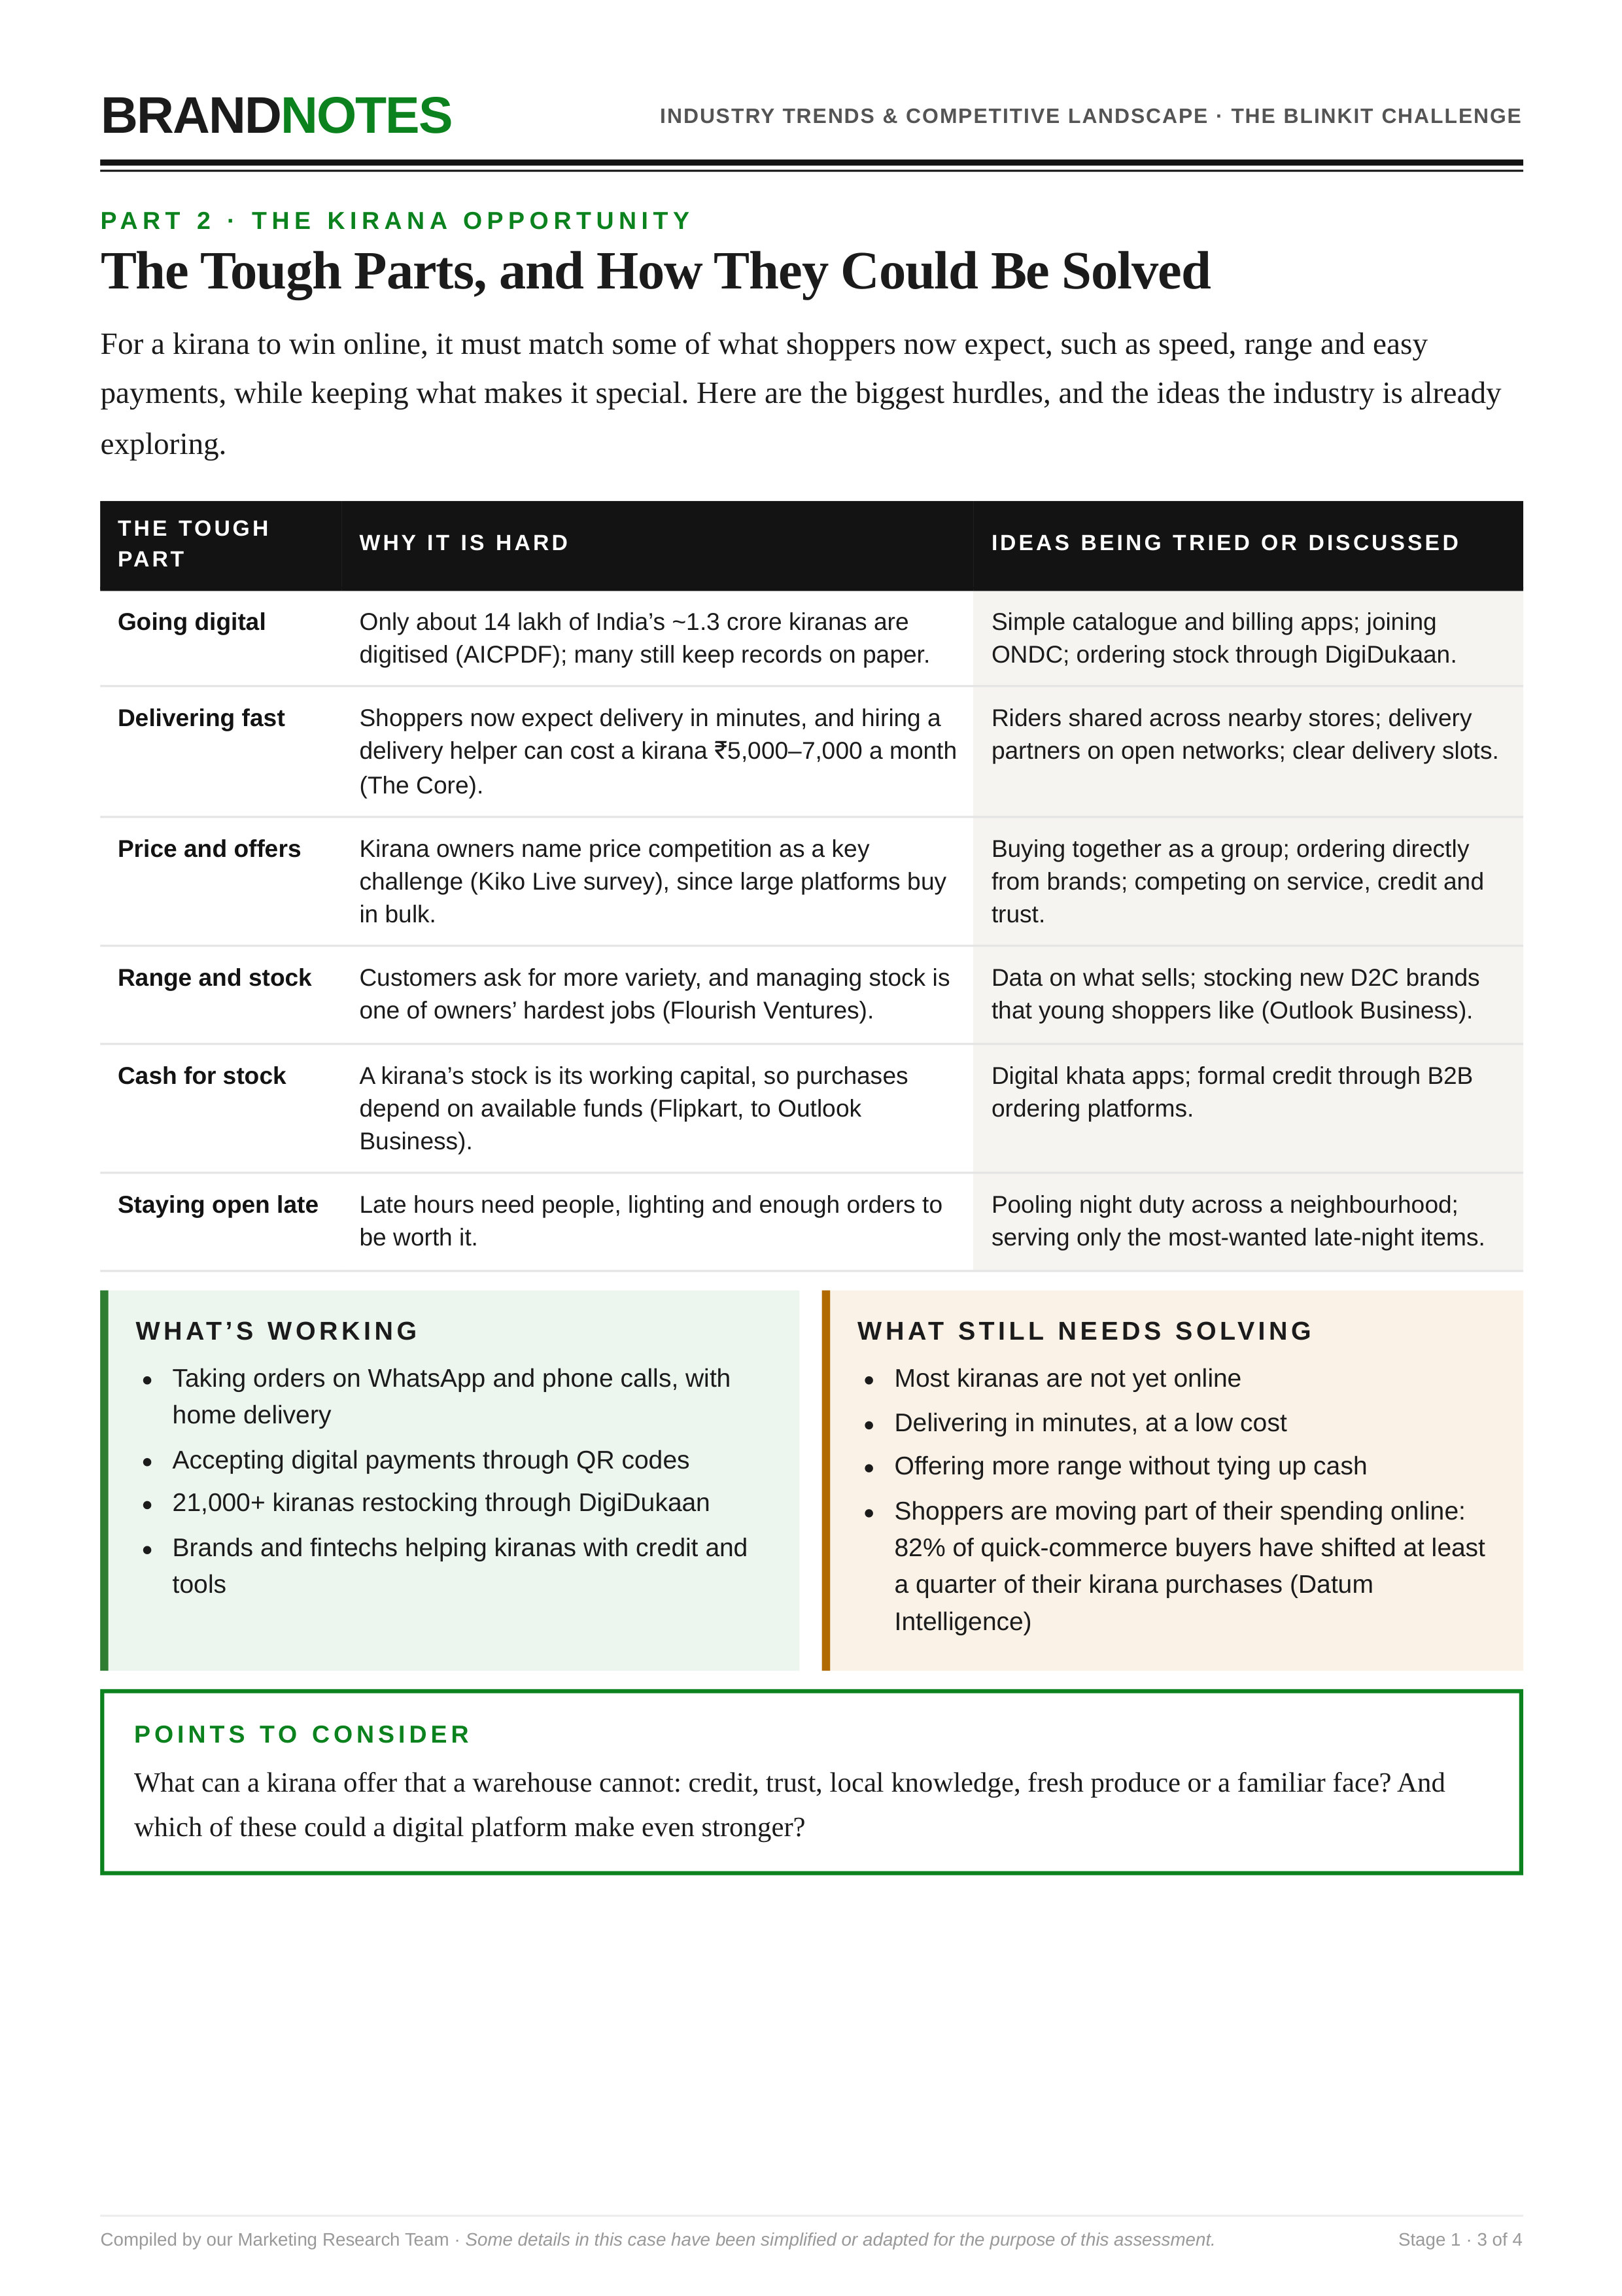 BRANDNOTES
INDUSTRY TRENDS & COMPETITIVE LANDSCAPE · THE BLINKIT CHALLENGE
PART 2 · THE KIRANA OPPORTUNITY
The Tough Parts, and How They Could Be Solved
For a kirana to win online, it must match some of what shoppers now expect, such as speed, range and easy
payments, while keeping what makes it special. Here are the biggest hurdles, and the ideas the industry is already
exploring.
THE TOUGH
PART
WHY IT IS HARD
IDEAS BEING TRIED OR DISCUSSED
Going digital
Only about 14 lakh of India’s ~1.3 crore kiranas are
digitised (AICPDF); many still keep records on paper.
Simple catalogue and billing apps; joining
ONDC; ordering stock through DigiDukaan.
Delivering fast
Shoppers now expect delivery in minutes, and hiring a
delivery helper can cost a kirana ₹5,000–7,000 a month
(The Core).
Riders shared across nearby stores; delivery
partners on open networks; clear delivery slots.
Price and offers
Kirana owners name price competition as a key
challenge (Kiko Live survey), since large platforms buy
in bulk.
Buying together as a group; ordering directly
from brands; competing on service, credit and
trust.
Range and stock
Customers ask for more variety, and managing stock is
one of owners’ hardest jobs (Flourish Ventures).
Data on what sells; stocking new D2C brands
that young shoppers like (Outlook Business).
Cash for stock
A kirana’s stock is its working capital, so purchases
depend on available funds (Flipkart, to Outlook
Business).
Digital khata apps; formal credit through B2B
ordering platforms.
Staying open late
Late hours need people, lighting and enough orders to
be worth it.
Pooling night duty across a neighbourhood;
serving only the most-wanted late-night items.
WHAT’S WORKING
• Taking orders on WhatsApp and phone calls, with
home delivery
• Accepting digital payments through QR codes
• 21,000+ kiranas restocking through DigiDukaan
• Brands and fintechs helping kiranas with credit and
tools
WHAT STILL NEEDS SOLVING
• Most kiranas are not yet online
• Delivering in minutes, at a low cost
• Offering more range without tying up cash
• Shoppers are moving part of their spending online:
82% of quick-commerce buyers have shifted at least
a quarter of their kirana purchases (Datum
Intelligence)
POINTS TO CONSIDER
What can a kirana offer that a warehouse cannot: credit, trust, local knowledge, fresh produce or a familiar face? And
which of these could a digital platform make even stronger?
Compiled by our Marketing Research Team · Some details in this case have been simplified or adapted for the purpose of this assessment.
Stage 1 · 3 of 4